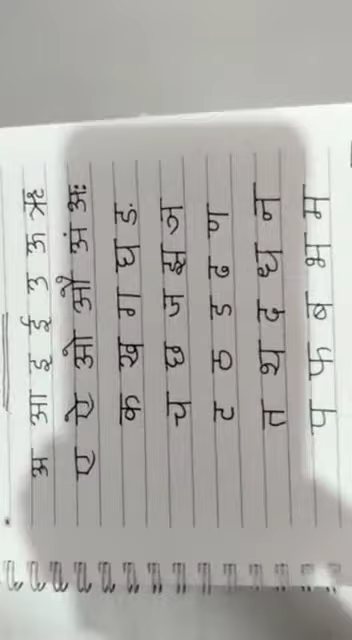 अ आ इ ई उ ऊ ऋ
ए ऐ ओ औ अं अः
क ख ग घ ङ
च छ ज झ ञ
ट ठ ड ढ ण
त थ द ध न
प फ ब भ म